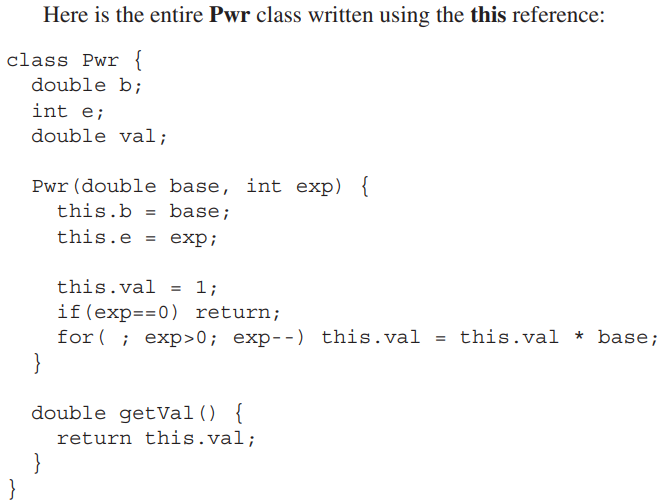 Here is the entire Pwr class written using the this reference:
class Pwr {
  double b;
  int e;
  double val;

  Pwr(double base, int exp) {
    this.b = base;
    this.e = exp;

    this.val = 1;
    if(exp==0) return;
    for( ; exp>0; exp--) this.val = this.val * base;
  }

  double getVal() {
    return this.val;
  }
}